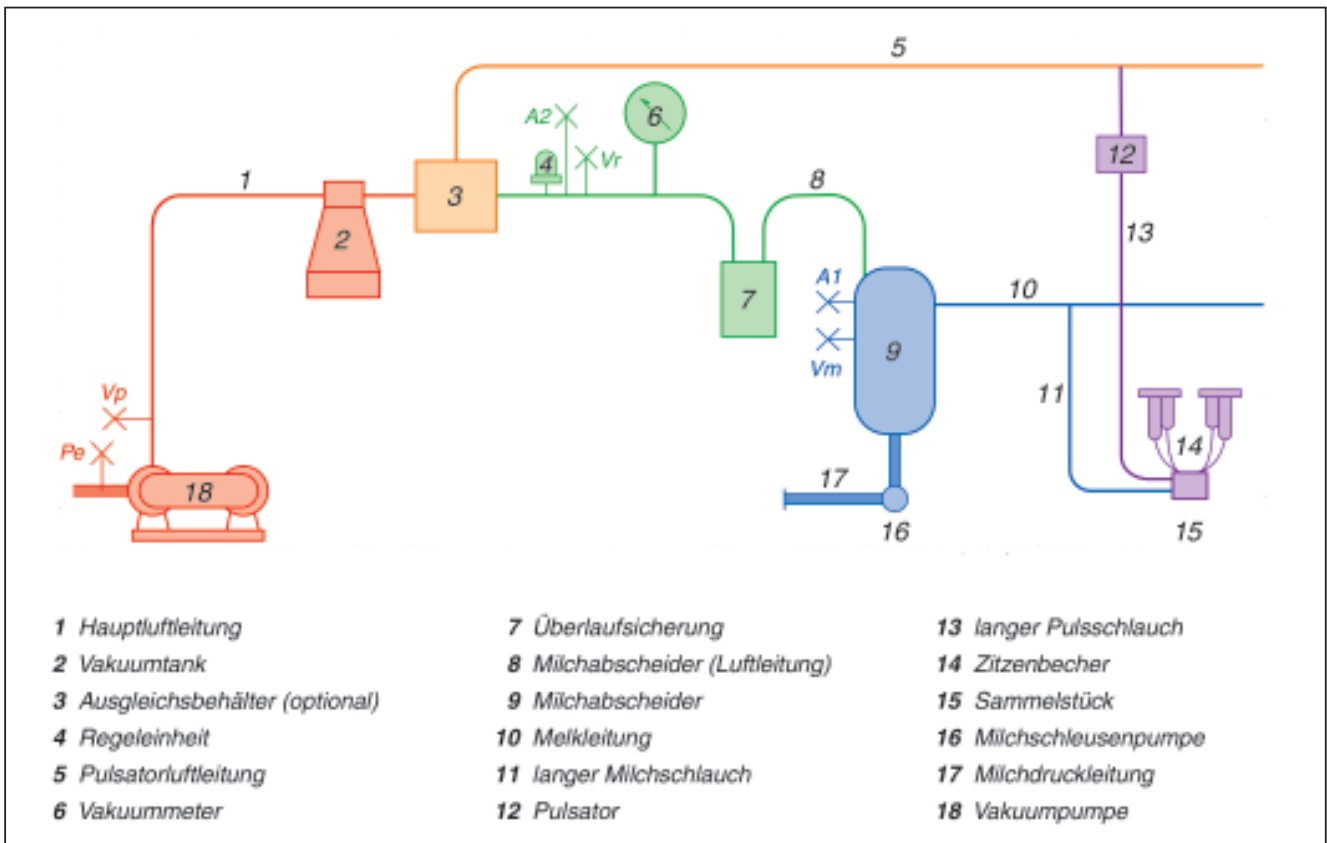 5
A2
6
4
Vr
12
1
3
8
2
13
7
A1
10
9
Vm
11
Vp
14
Pe
17
18
16
15
1 Hauptluftleitung
2 Vakuumtank
3 Ausgleichsbehälter (optional)
4 Regeleinheit
5 Pulsatorluftleitung
6 Vakuummeter
7 Überlaufsicherung
8 Milchabscheider (Luftleitung)
9 Milchabscheider
10 Melkleitung
11 langer Milchschlauch
12 Pulsator
13 langer Pulsschlauch
14 Zitzenbecher
15 Sammelstück
16 Milchschleusenpumpe
17 Milchdruckleitung
18 Vakuumpumpe